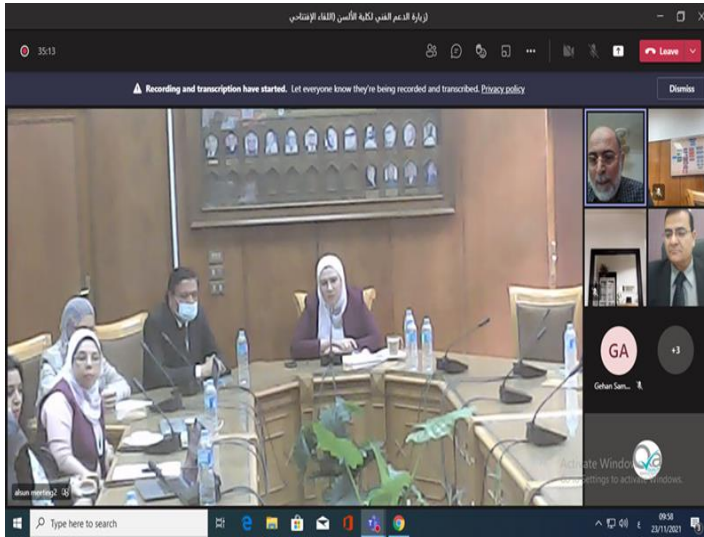 (زيارة الدعم الفني لكلية الألسن (اللقاء الإفتتاحي
35:13
Leave
Recording and transcription have started. Let everyone know they're being recorded and transcribed. Privacy policy
Dismiss
GA
+3
Gehan Sam...
alsun meeting2
Activate Windo
ettings to activate Windows.
Type here to search
ع
09:58
23/11/2021